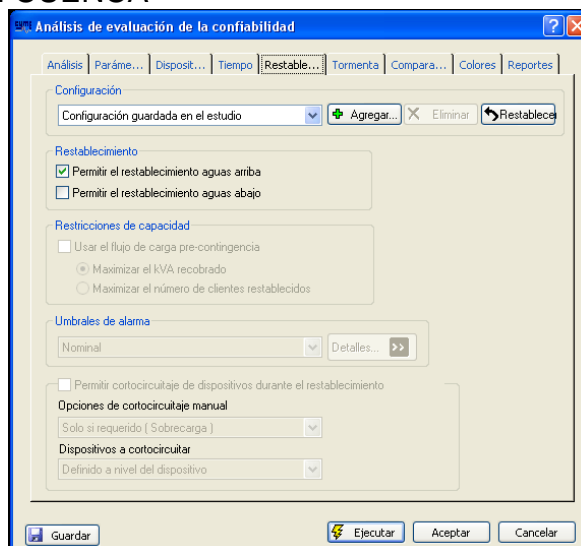 Análisis de evaluación de la confiabilidad
Análisis Paráme... Disposit... Tiempo Restable... Tormenta Compara... Colores Reportes
Configuración
Configuración guardada en el estudio Agregar... Eliminar Restablecer
Restablecimiento
Permitir el restablecimiento aguas arriba
Permitir el restablecimiento aguas abajo
Restricciones de capacidad
Usar el flujo de carga pre-contingencia
Maximizar el kVA recobrado
Maximizar el número de clientes restablecidos
Umbrales de alarma
Nominal Detalles... >>
Permitir cortocircuitaje de dispositivos durante el restablecimiento
Opciones de cortocircuitaje manual
Solo si requerido ( Sobrecarga )
Dispositivos a cortocircuitar
Definido a nivel del dispositivo
Guardar Ejecutar Aceptar Cancelar